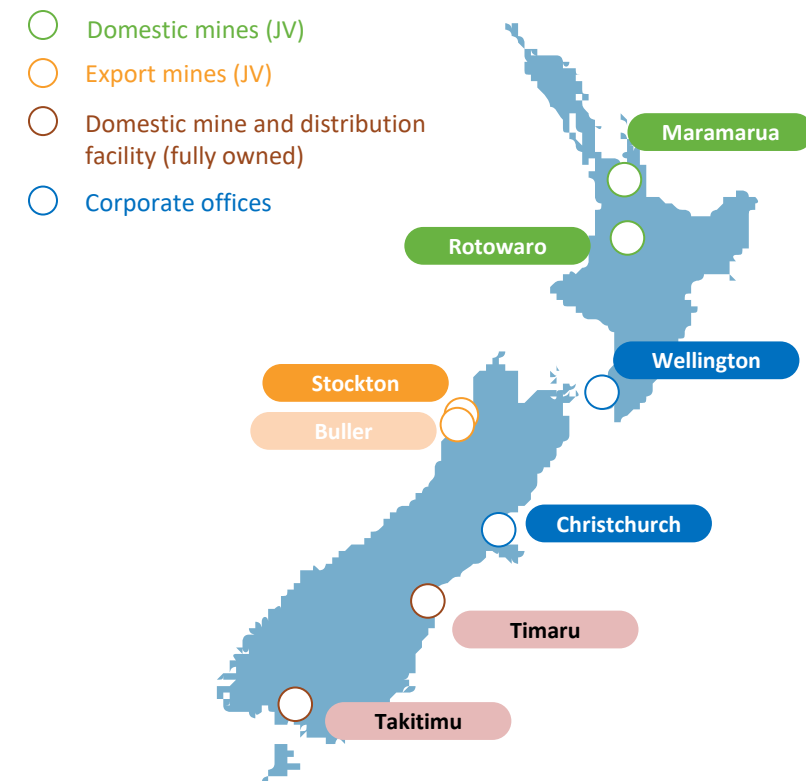 Domestic mines (JV)
Export mines (JV)
Domestic mine and distribution
facility (fully owned)
Corporate offices
Maramarua
Rotowaro
Wellington
Stockton
Buller
Christchurch
Timaru
Takitimu